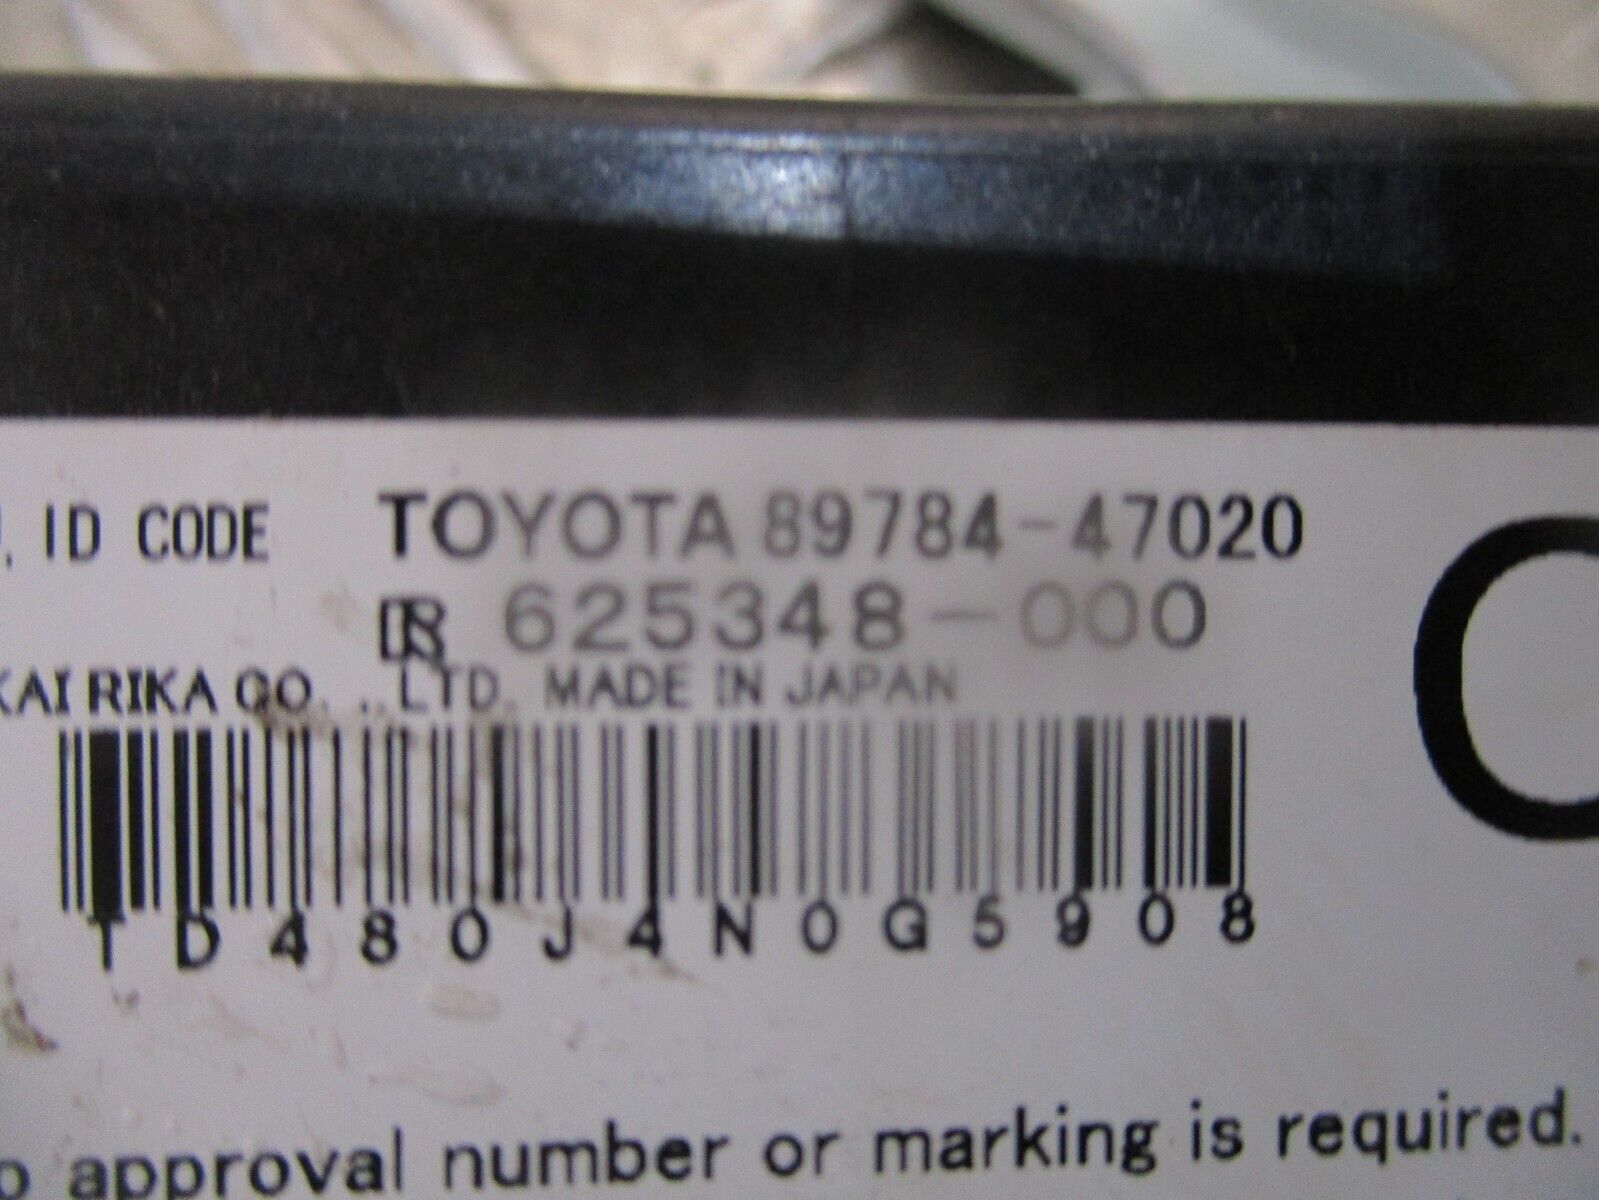 . ID CODE TOYOTA 89784-47020
625348-000
KAI RIKA CO., LTD. MADE IN JAPAN
TD480J4N0G5908
approval number or marking is required.